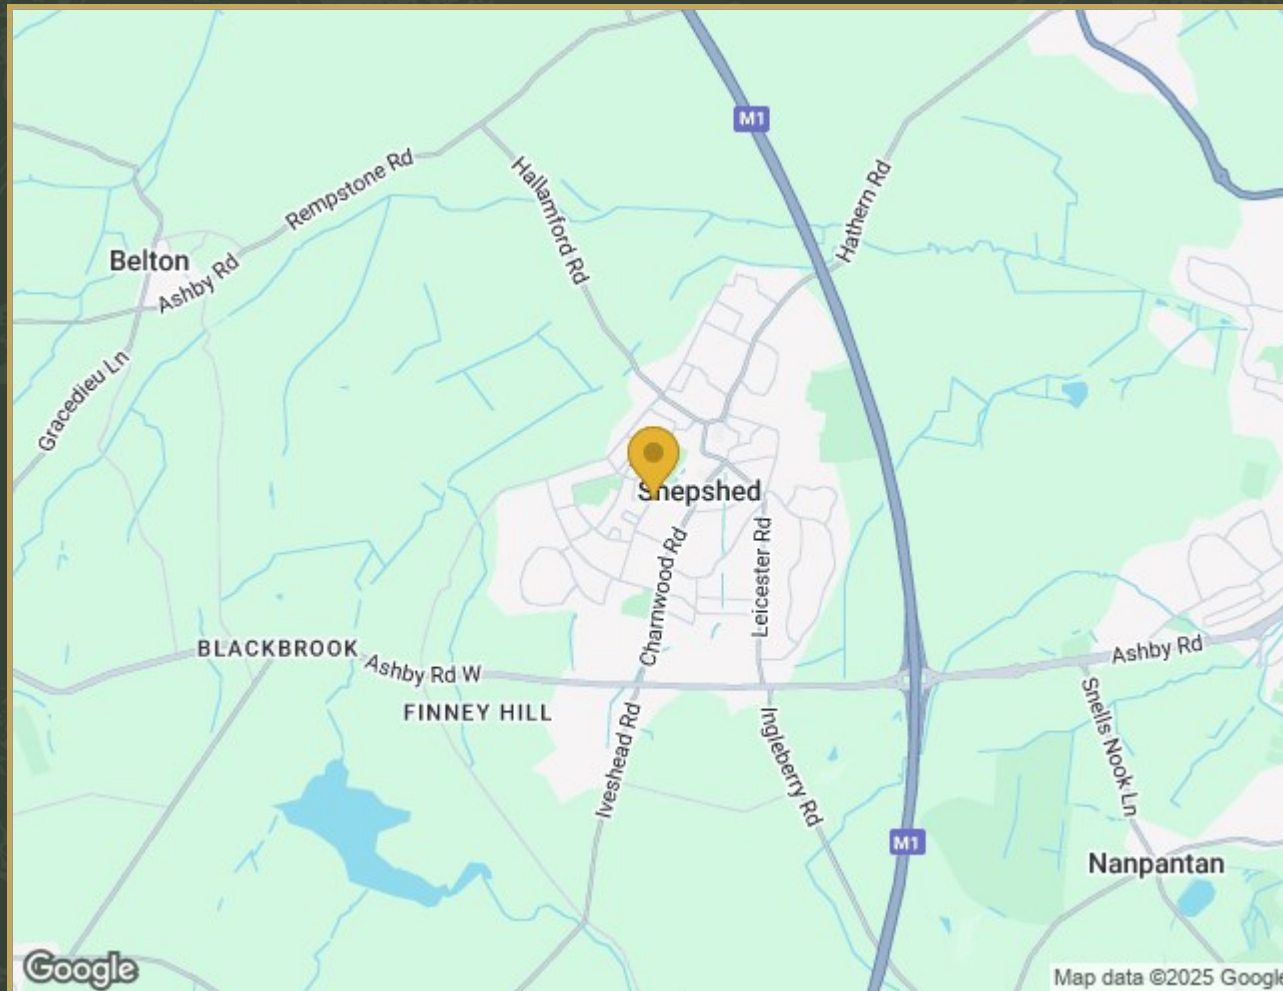 M1
Hathern Rd
Hallamford Rd
Rempstone Rd
Belton
Ashby Rd
Gracedieu Ln
Shepshed
Charnwood Rd
Leicester Rd
BLACKBROOK
Ashby Rd W
Ashby Rd
FINNEY HILL
Iveshead Rd
Ingleberry Rd
Snells Nook Ln
M1
Nanpantan
Google
Map data ©2025 Google